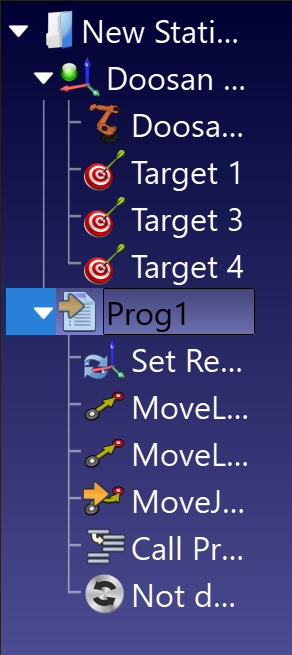 New Stati...
Doosan ...
Doosa...
Target 1
Target 3
Target 4
Prog1
Set Re...
MoveL...
MoveL...
MoveJ...
Call Pr...
Not d...